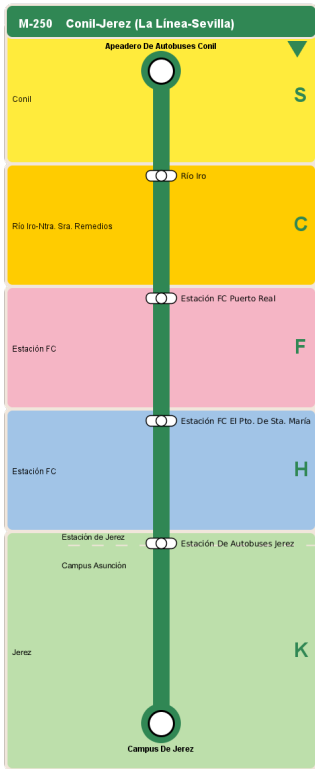 M-250 Conil-Jerez (La Línea-Sevilla)
Apeadero De Autobuses Conil
S
Conil
Río Iro
C
Río Iro-Ntra. Sra. Remedios
Estación FC Puerto Real
F
Estación FC
Estación FC El Pto. De Sta. María
H
Estación FC
Estación de Jerez
Estación De Autobuses Jerez
Campus Asunción
K
Jerez
Campus De Jerez